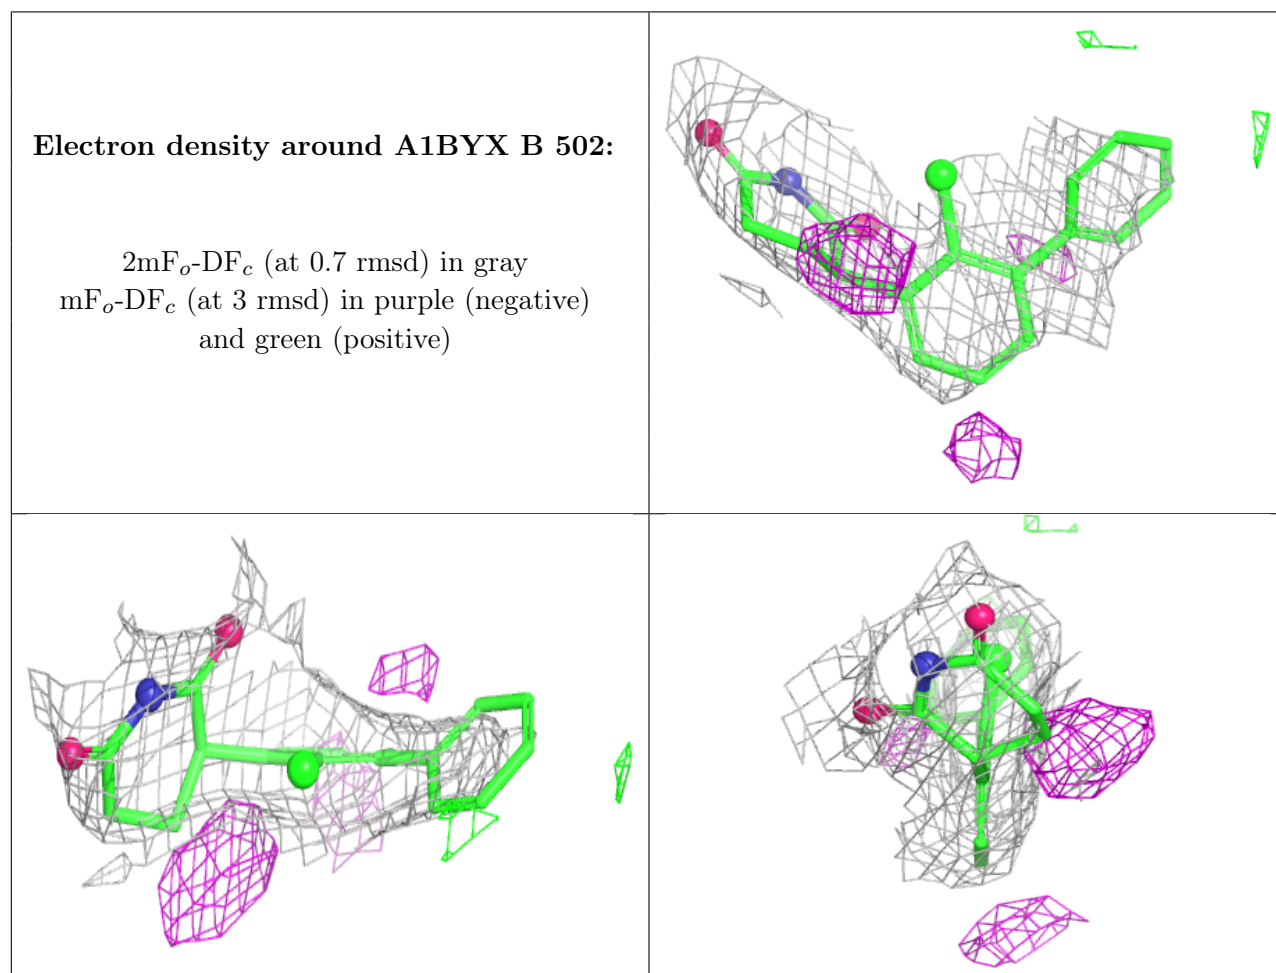 Electron density around A1BYX B 502:
2mFo-DFc (at 0.7 rmsd) in gray
mFo-DFc (at 3 rmsd) in purple (negative)
and green (positive)